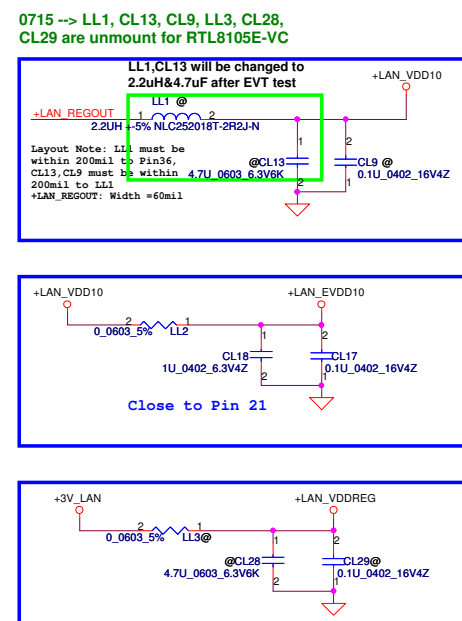 0715 --> LL1, CL13, CL9, LL3, CL28,
CL29 are unmount for RTL8105E-VC
LL1,CL13 will be changed to
2.2uH&4.7uF after EVT test
+LAN_VDD10
LL1 @
+LAN_REGOUT
1
2
2.2UH +-5% NLC252018T-2R2J-N
Layout Note: LL1 must be
within 200mil to Pin36,
CL13,CL9 must be within
200mil to LL1
+LAN_REGOUT: Width =60mil
1
@CL13
4.7U_0603_6.3V6K
2
2
CL9 @
0.1U_0402_16V4Z
1
+LAN_VDD10
+LAN_EVDD10
2
1
0_0603_5%
LL2
1
CL18
1U_0402_6.3V4Z
2
2
CL17
0.1U_0402_16V4Z
1
Close to Pin 21
+3V_LAN
+LAN_VDDREG
2
1
0_0603_5%
LL3@
1
@CL28
4.7U_0603_6.3V6K
2
2
CL29@
0.1U_0402_16V4Z
1